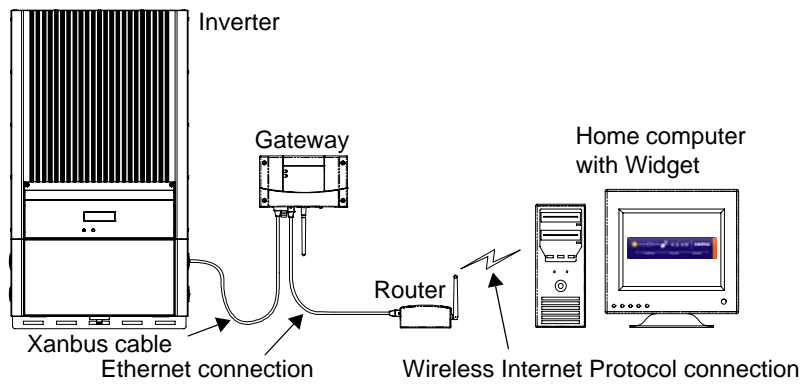 Inverter
Gateway
Home computer
with Widget
Router
Xanbus cable
Ethernet connection
Wireless Internet Protocol connection